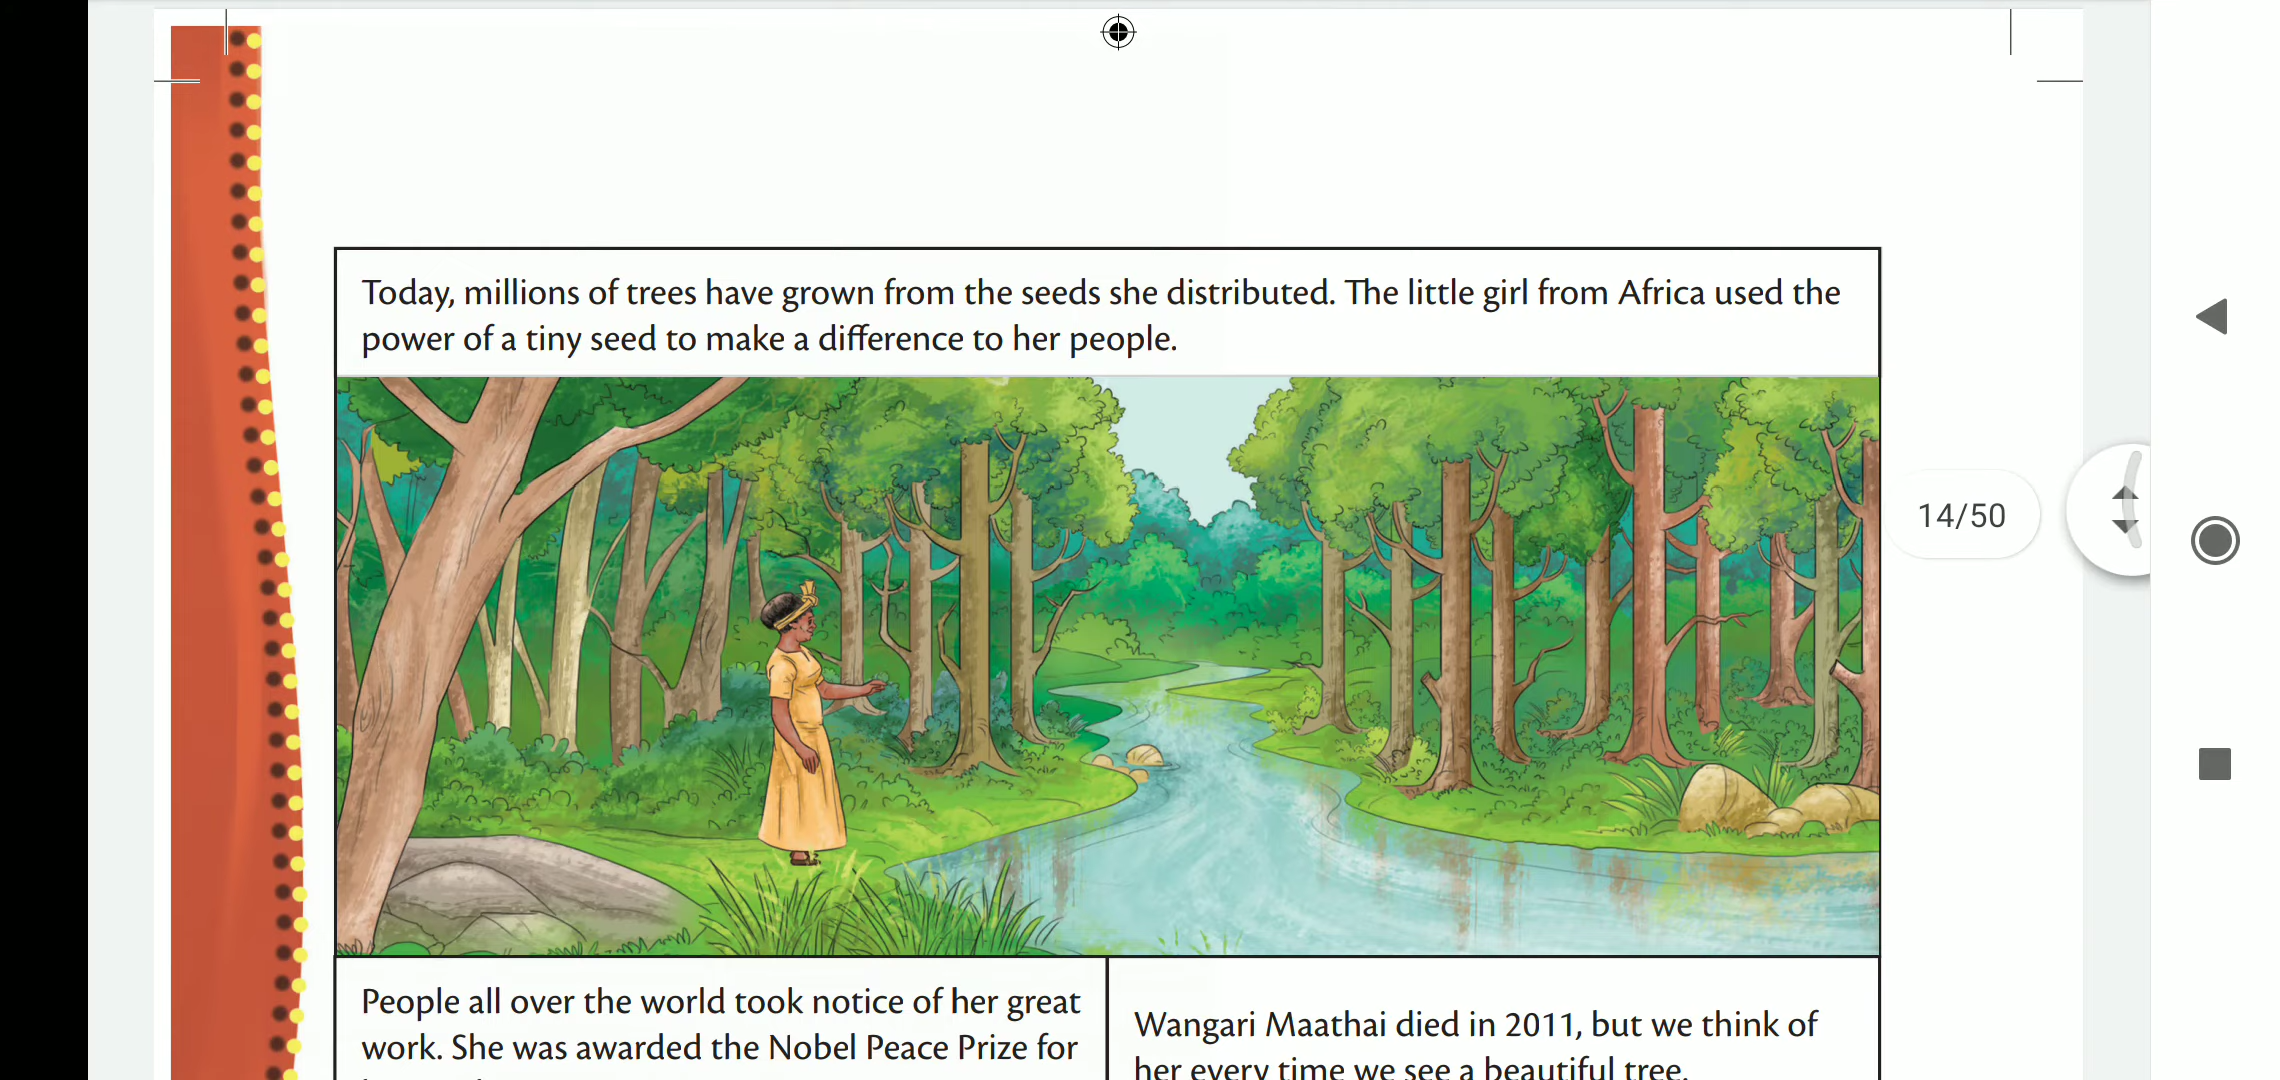 Today, millions of trees have grown from the seeds she distributed. The little girl from Africa used the
power of a tiny seed to make a difference to her people.
14/50
People all over the world took notice of her great
work. She was awarded the Nobel Peace Prize for
Wangari Maathai died in 2011, but we think of
her every time we see a beautiful tree.